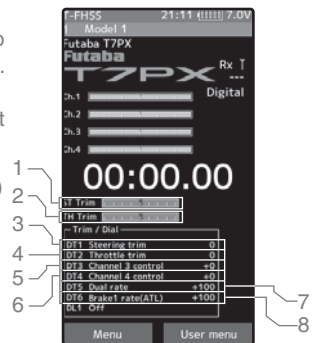 T-FHSS 21:11 7.0V
1 Model 1
Futaba T7PX
Futaba
T7PX
Rx
---
Digital
Ch.1
Ch.2
Ch.3
Ch.4
00:00.00
1
ST Trim
2
TH Trim
3
Trim / Dial
DT1 Steering trim 0
4
DT2 Throttle trim 0
5
DT3 Channel 3 control +0
6
DT4 Channel 4 control +0
DT5 Dual rate +100
7
DT6 Brake1 rate(ATL) +100
8
DL1 Off
Menu User menu